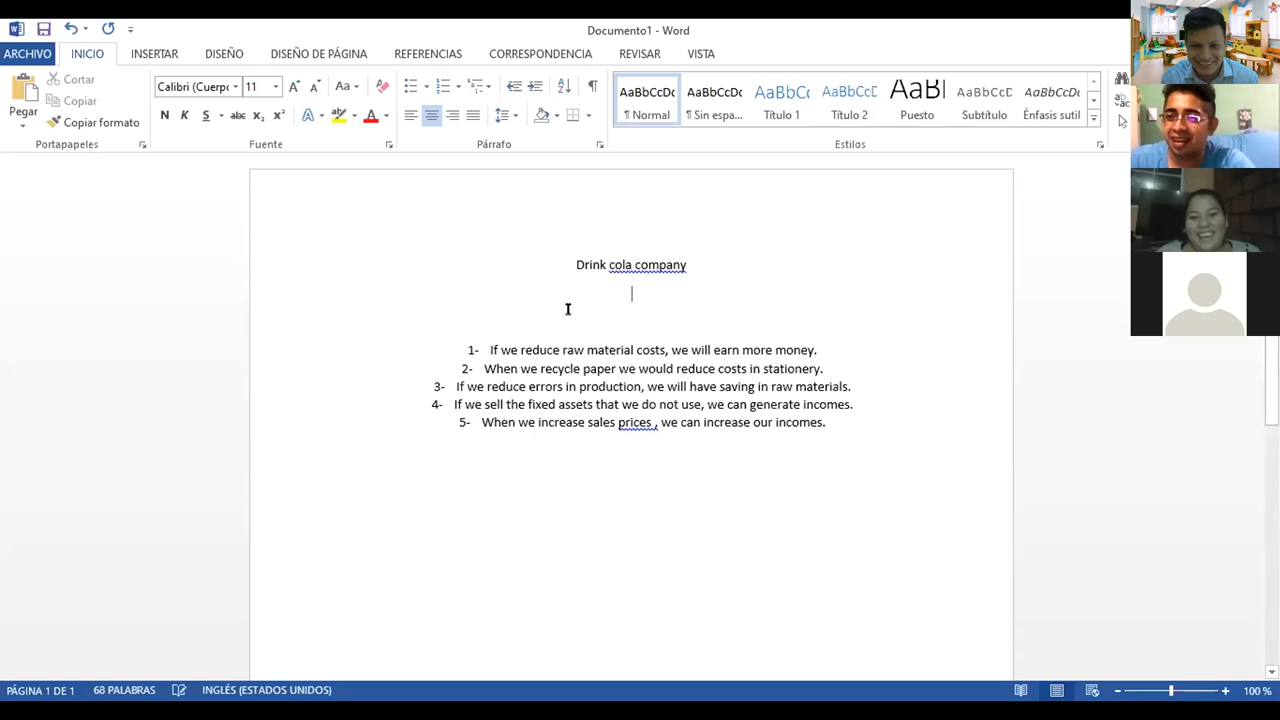 Documento1 - Word
ARCHIVO INICIO INSERTAR DISEÑO DISEÑO DE PÁGINA REFERENCIAS CORRESPONDENCIA REVISAR VISTA
Pegar
Cortar
Copiar
Copiar formato
Portapapeles
Calibri (Cuerpo 11
N K S abc x₂ x²
Fuente
Párrafo
AaBbCcDc AaBbCcDc AaBbCc AaBbCcD AaBl AaBbCcD AaBbCcDc
¶ Normal ¶ Sin espa... Título 1 Título 2 Puesto Subtítulo Énfasis sutil
Estilos
Drink cola company
1- If we reduce raw material costs, we will earn more money.
2- When we recycle paper we would reduce costs in stationery.
3- If we reduce errors in production, we will have saving in raw materials.
4- If we sell the fixed assets that we do not use, we can generate incomes.
5- When we increase sales prices , we can increase our incomes.
PÁGINA 1 DE 1 68 PALABRAS INGLÉS (ESTADOS UNIDOS) 100 %